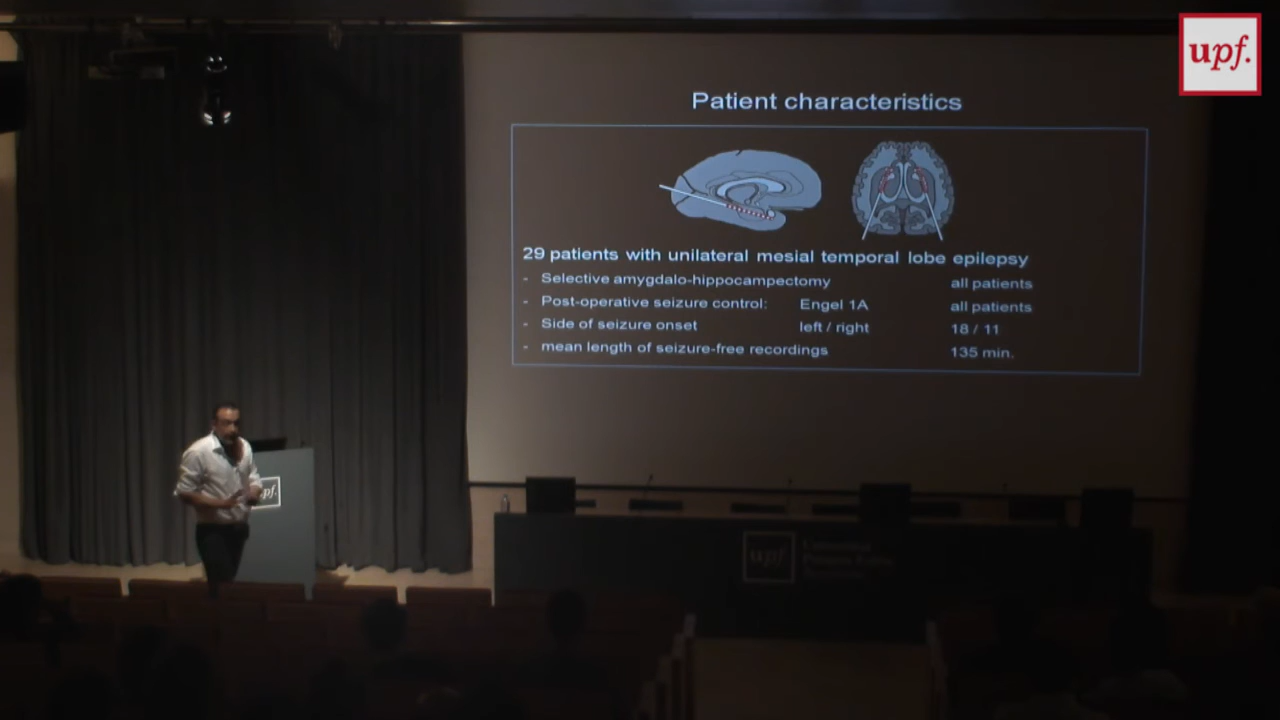 upf.
Patient characteristics
29 patients with unilateral mesial temporal lobe epilepsy
- Selective amygdalo-hippocampectomy all patients
- Post-operative seizure control: Engel 1A all patients
- Side of seizure onset left / right 18 / 11
- mean length of seizure-free recordings 135 min.
upf.
upf.